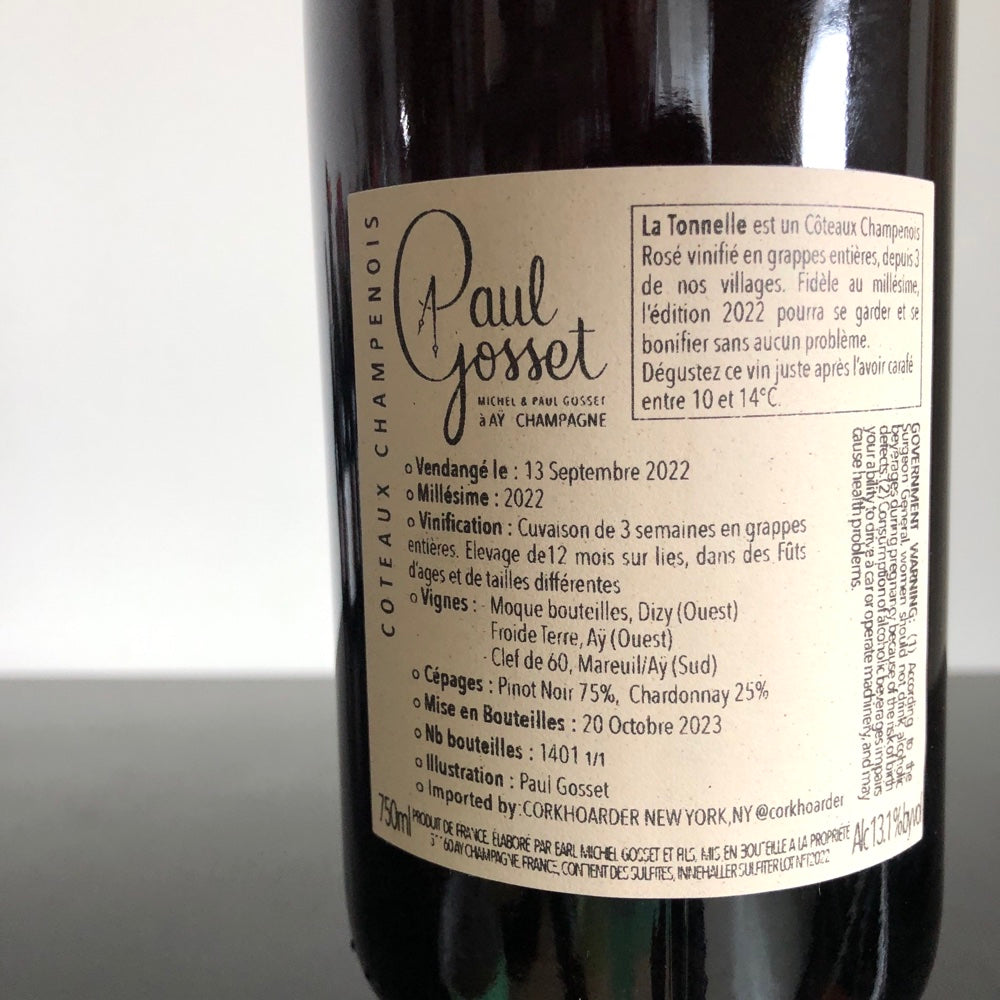 COTEAUX CHAMPENOIS
Paul
Gosset
MICHEL & PAUL GOSSET
à AŸ CHAMPAGNE
La Tonnelle est un Côteaux Champenois
Rosé vinifié en grappes entières, depuis 3
de nos villages. Fidèle au millésime,
l'édition 2022 pourra se garder et se
bonifier sans aucun problème.
Dégustez ce vin juste après l'avoir carafé
entre 10 et 14°C.
Vendangé le : 13 Septembre 2022
Millésime : 2022
Vinification : Cuvaison de 3 semaines en grappes
entières. Elevage de12 mois sur lies, dans des Fûts
d'ages et de tailles différentes
Vignes : - Moque bouteilles, Dizy (Ouest)
Froide Terre, Aÿ (Ouest)
- Clef de 60, Mareuil/Aÿ (Sud)
Cépages : Pinot Noir 75%, Chardonnay 25%
Mise en Bouteilles : 20 Octobre 2023
Nb bouteilles : 1401 1/1
Illustration : Paul Gosset
Imported by:CORKHOARDER NEW YORK,NY @corkhoarder
GOVERNMENT WARNING: (1) According to the
Surgeon General, women should not drink alcoholic
beverages during pregnancy because of the risk of birth
defects. (2) Consumption of alcoholic beverages impairs
your ability to drive a car or operate machinery, and may
cause health problems.
750ml
PRODUIT DE FRANCE, ÉLABORÉ PAR EARL MICHEL GOSSET ET FILS, MIS EN BOUTEILLE A LA PROPRIÉTÉ
AY CHAMPAGNE FRANCE, CONTIENT DES SULFITES, INNEHALLER SULFITER LOT N°T2022
Alc 13.1%byvol